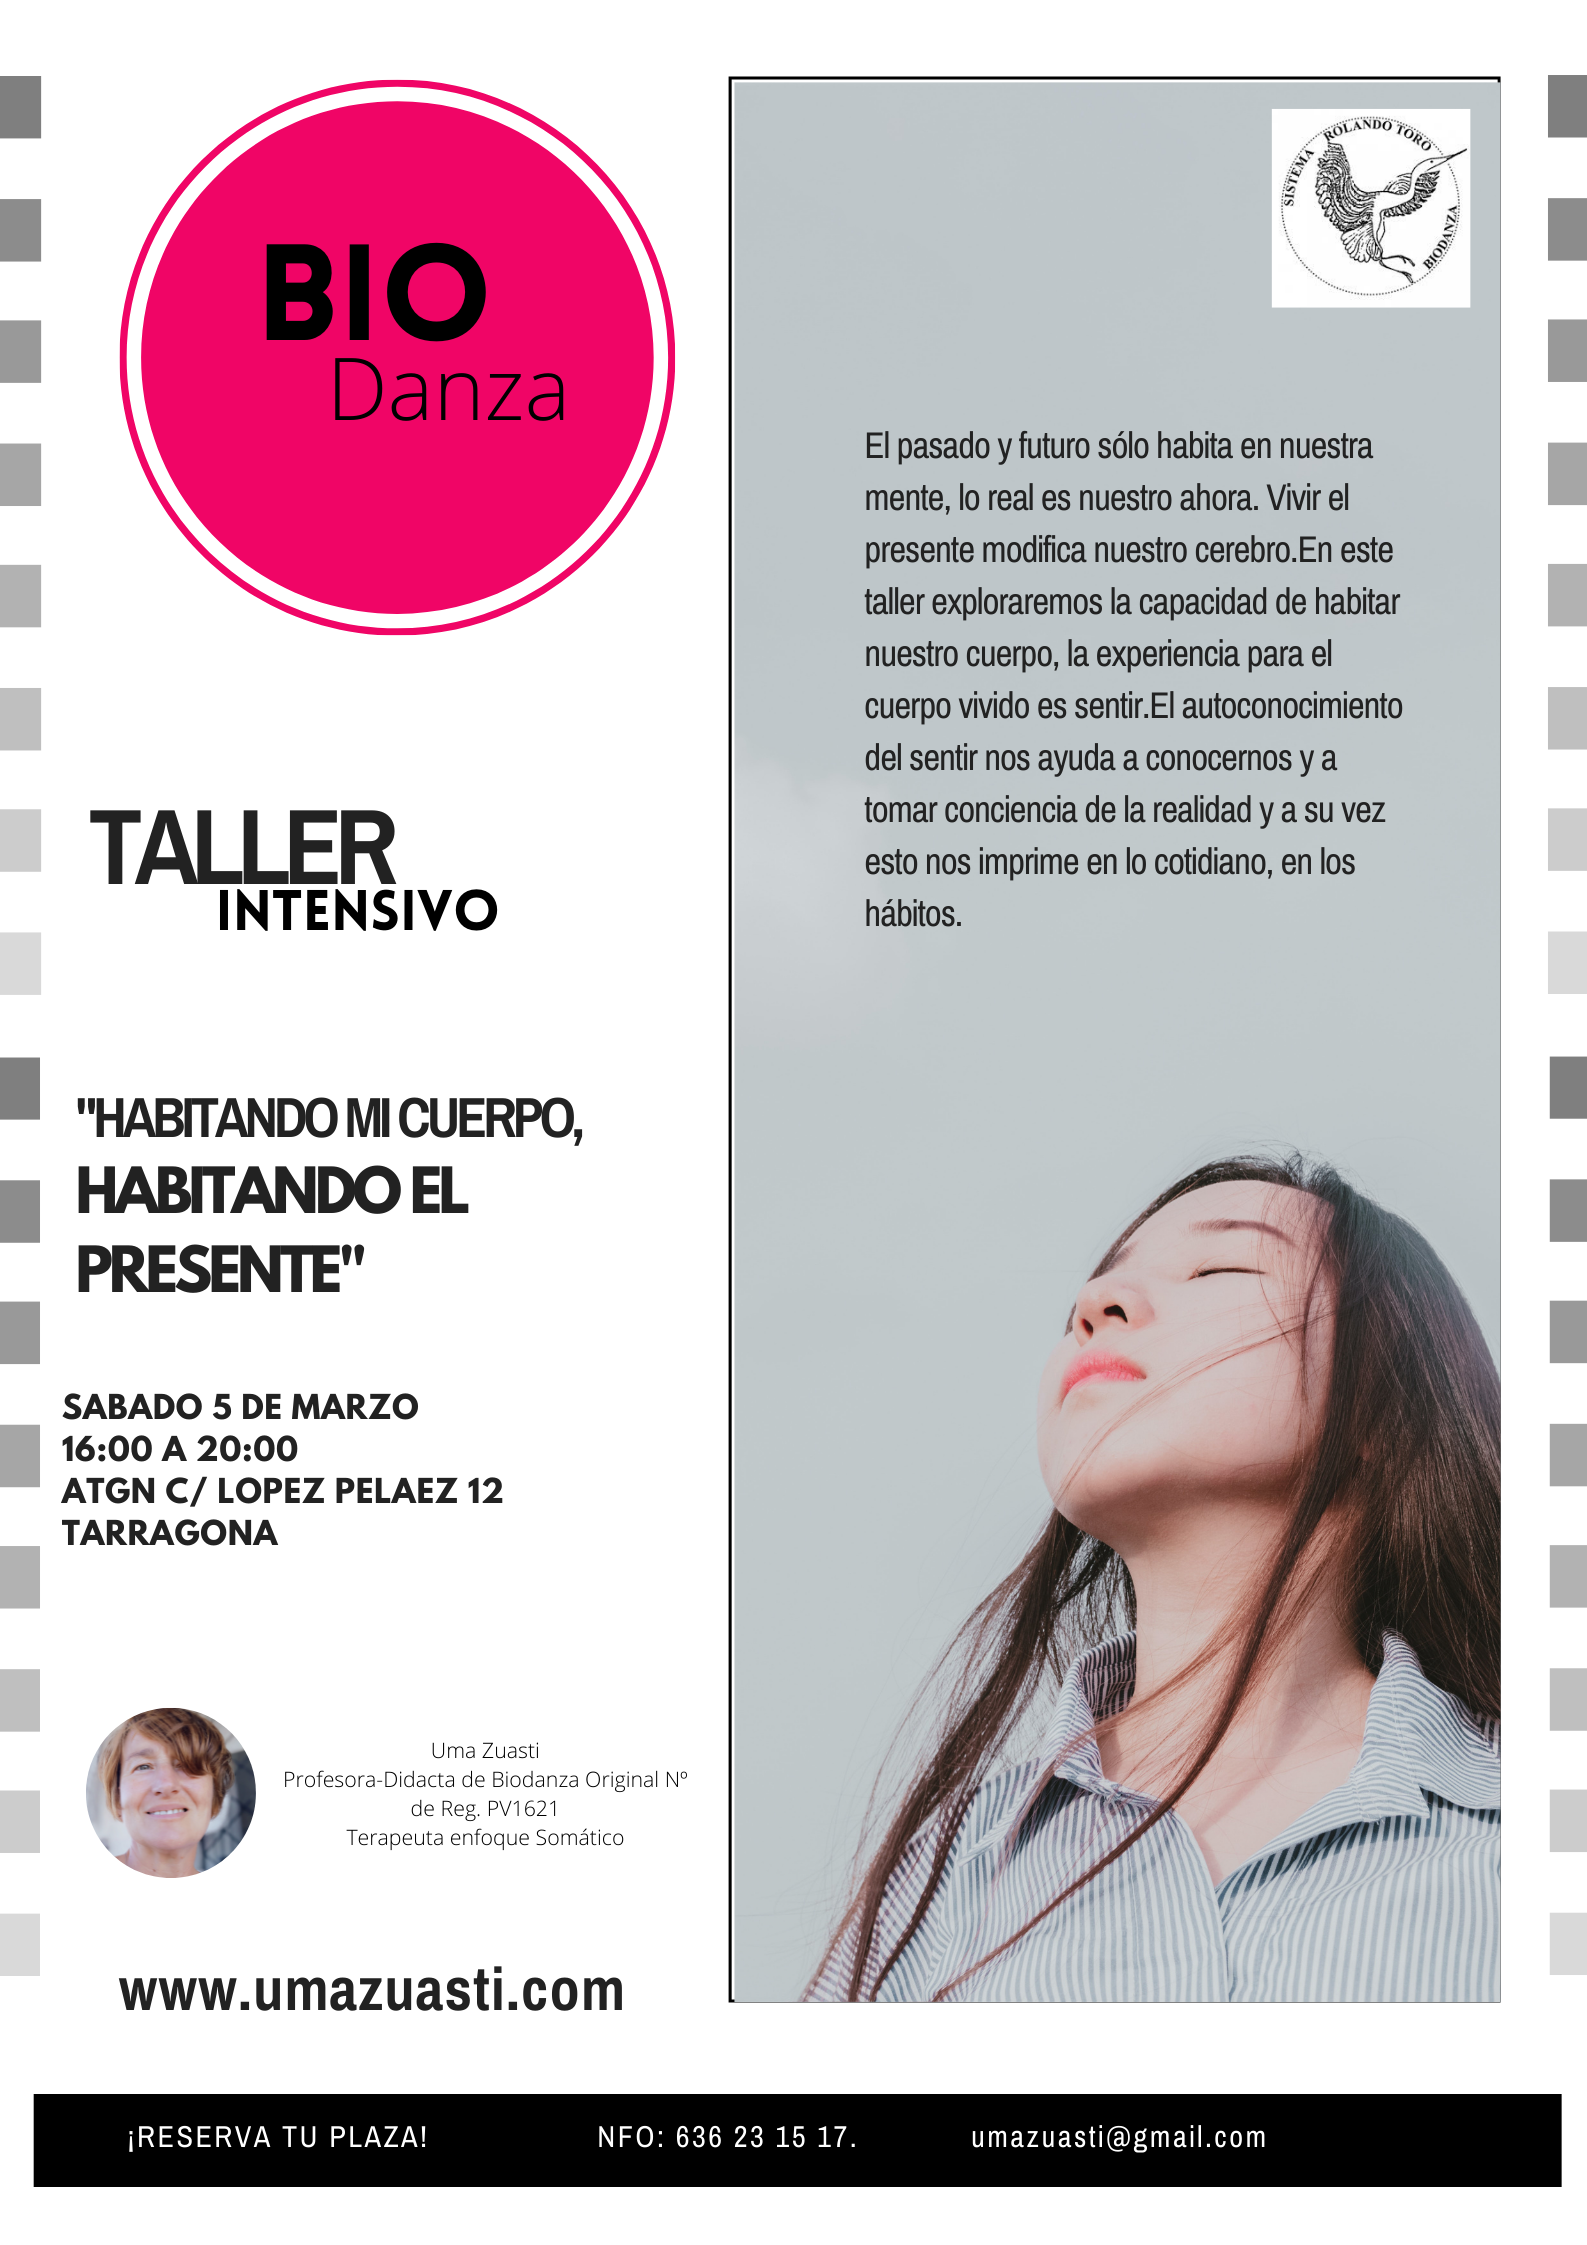 BIO
Danza
TALLER
INTENSIVO
"HABITANDO MI CUERPO,
HABITANDO EL
PRESENTE"
SABADO 5 DE MARZO
16:00 A 20:00
ATGN C/ LOPEZ PELAEZ 12
TARRAGONA
Uma Zuasti
Profesora-Didacta de Biodanza Original Nº
de Reg. PV1621
Terapeuta enfoque Somático
www.umazuasti.com
SISTEMA ROLANDO TORO
BIODANZA
El pasado y futuro sólo habita en nuestra
mente, lo real es nuestro ahora. Vivir el
presente modifica nuestro cerebro.En este
taller exploraremos la capacidad de habitar
nuestro cuerpo, la experiencia para el
cuerpo vivido es sentir.El autoconocimiento
del sentir nos ayuda a conocernos y a
tomar conciencia de la realidad y a su vez
esto nos imprime en lo cotidiano, en los
hábitos.
¡RESERVA TU PLAZA! NFO: 636 23 15 17. umazuasti@gmail.com